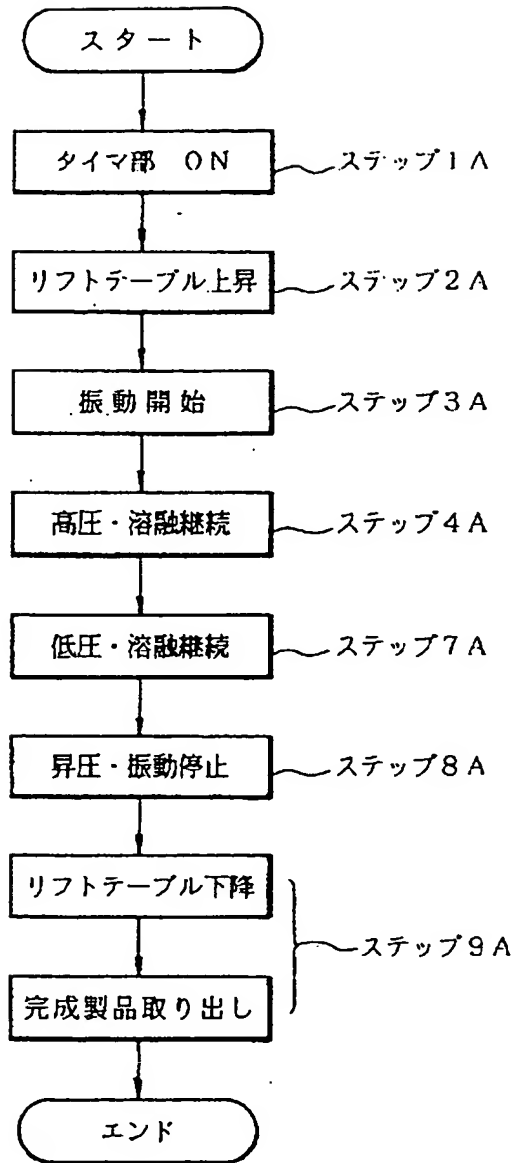 スタート
タイマ部 ON ステップ1A
リフトテーブル上昇 ステップ2A
振動開始 ステップ3A
高圧・溶融継続 ステップ4A
低圧・溶融継続 ステップ7A
昇圧・振動停止 ステップ8A
リフトテーブル下降
ステップ9A
完成製品取り出し
エンド